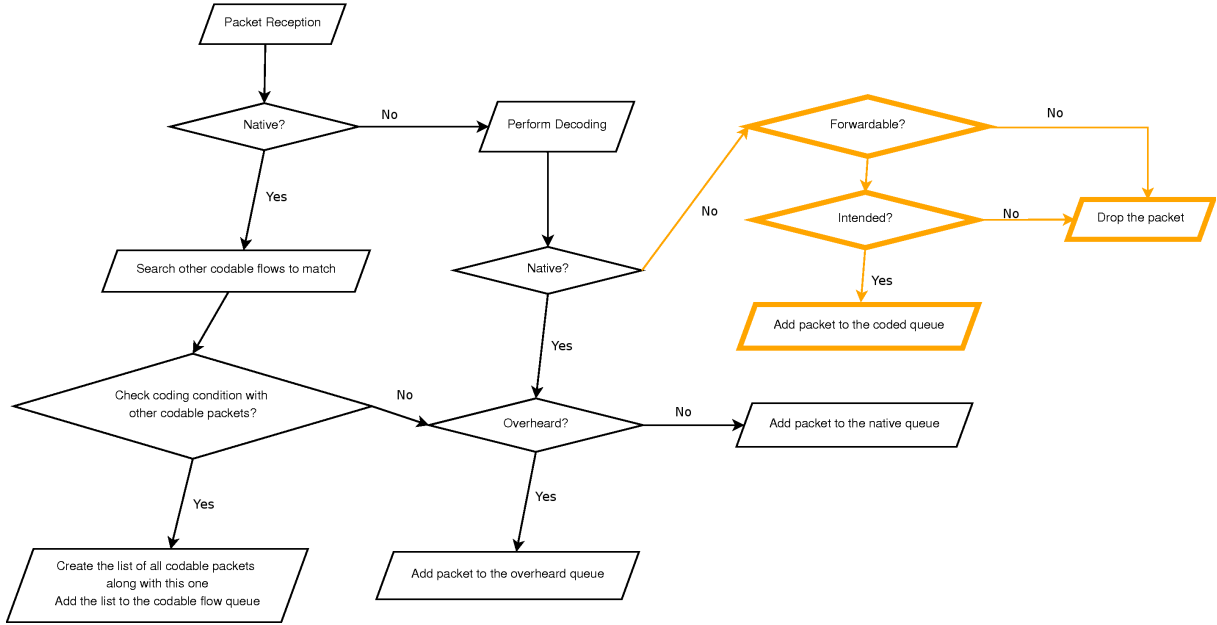 Packet Reception
Native?
No
Perform Decoding
Forwardable?
No
Yes
Search other codable flows to match
Native?
No
Intended?
No
Drop the packet
Yes
Add packet to the coded queue
Yes
Check coding condition with
other codable packets?
No
Overheard?
No
Add packet to the native queue
Yes
Yes
Create the list of all codable packets
along with this one
Add the list to the codable flow queue
Add packet to the overheard queue